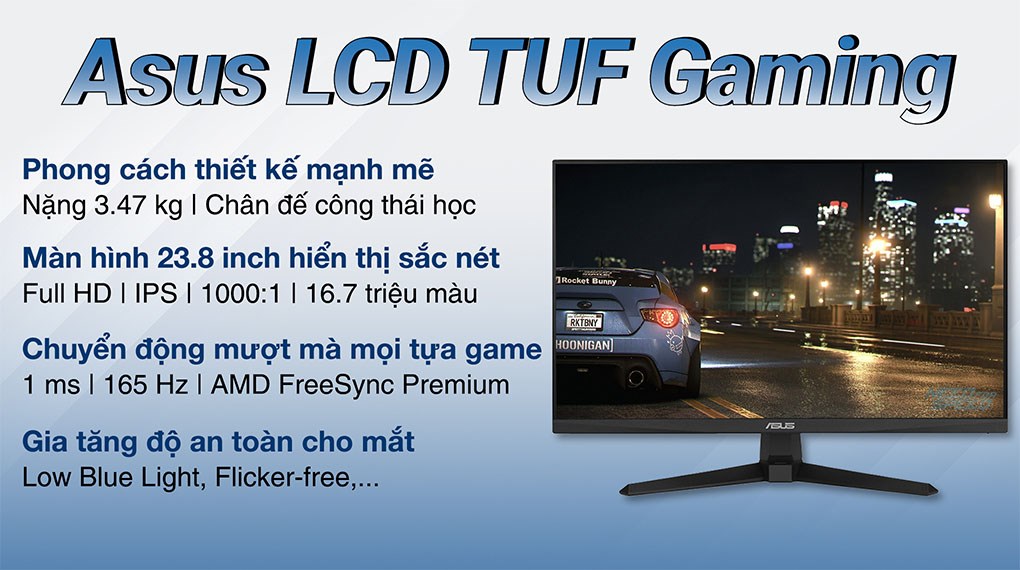 Asus LCD TUF Gaming
Phong cách thiết kế mạnh mẽ
Nặng 3.47 kg | Chân đế công thái học
Màn hình 23.8 inch hiển thị sắc nét
Full HD | IPS | 1000:1 | 16.7 triệu màu
Chuyển động mượt mà mọi tựa game
1 ms | 165 Hz | AMD FreeSync Premium
Gia tăng độ an toàn cho mắt
Low Blue Light, Flicker-free,...
Rocket Bunny
RKTBNY
HOONIGAN
ASUS